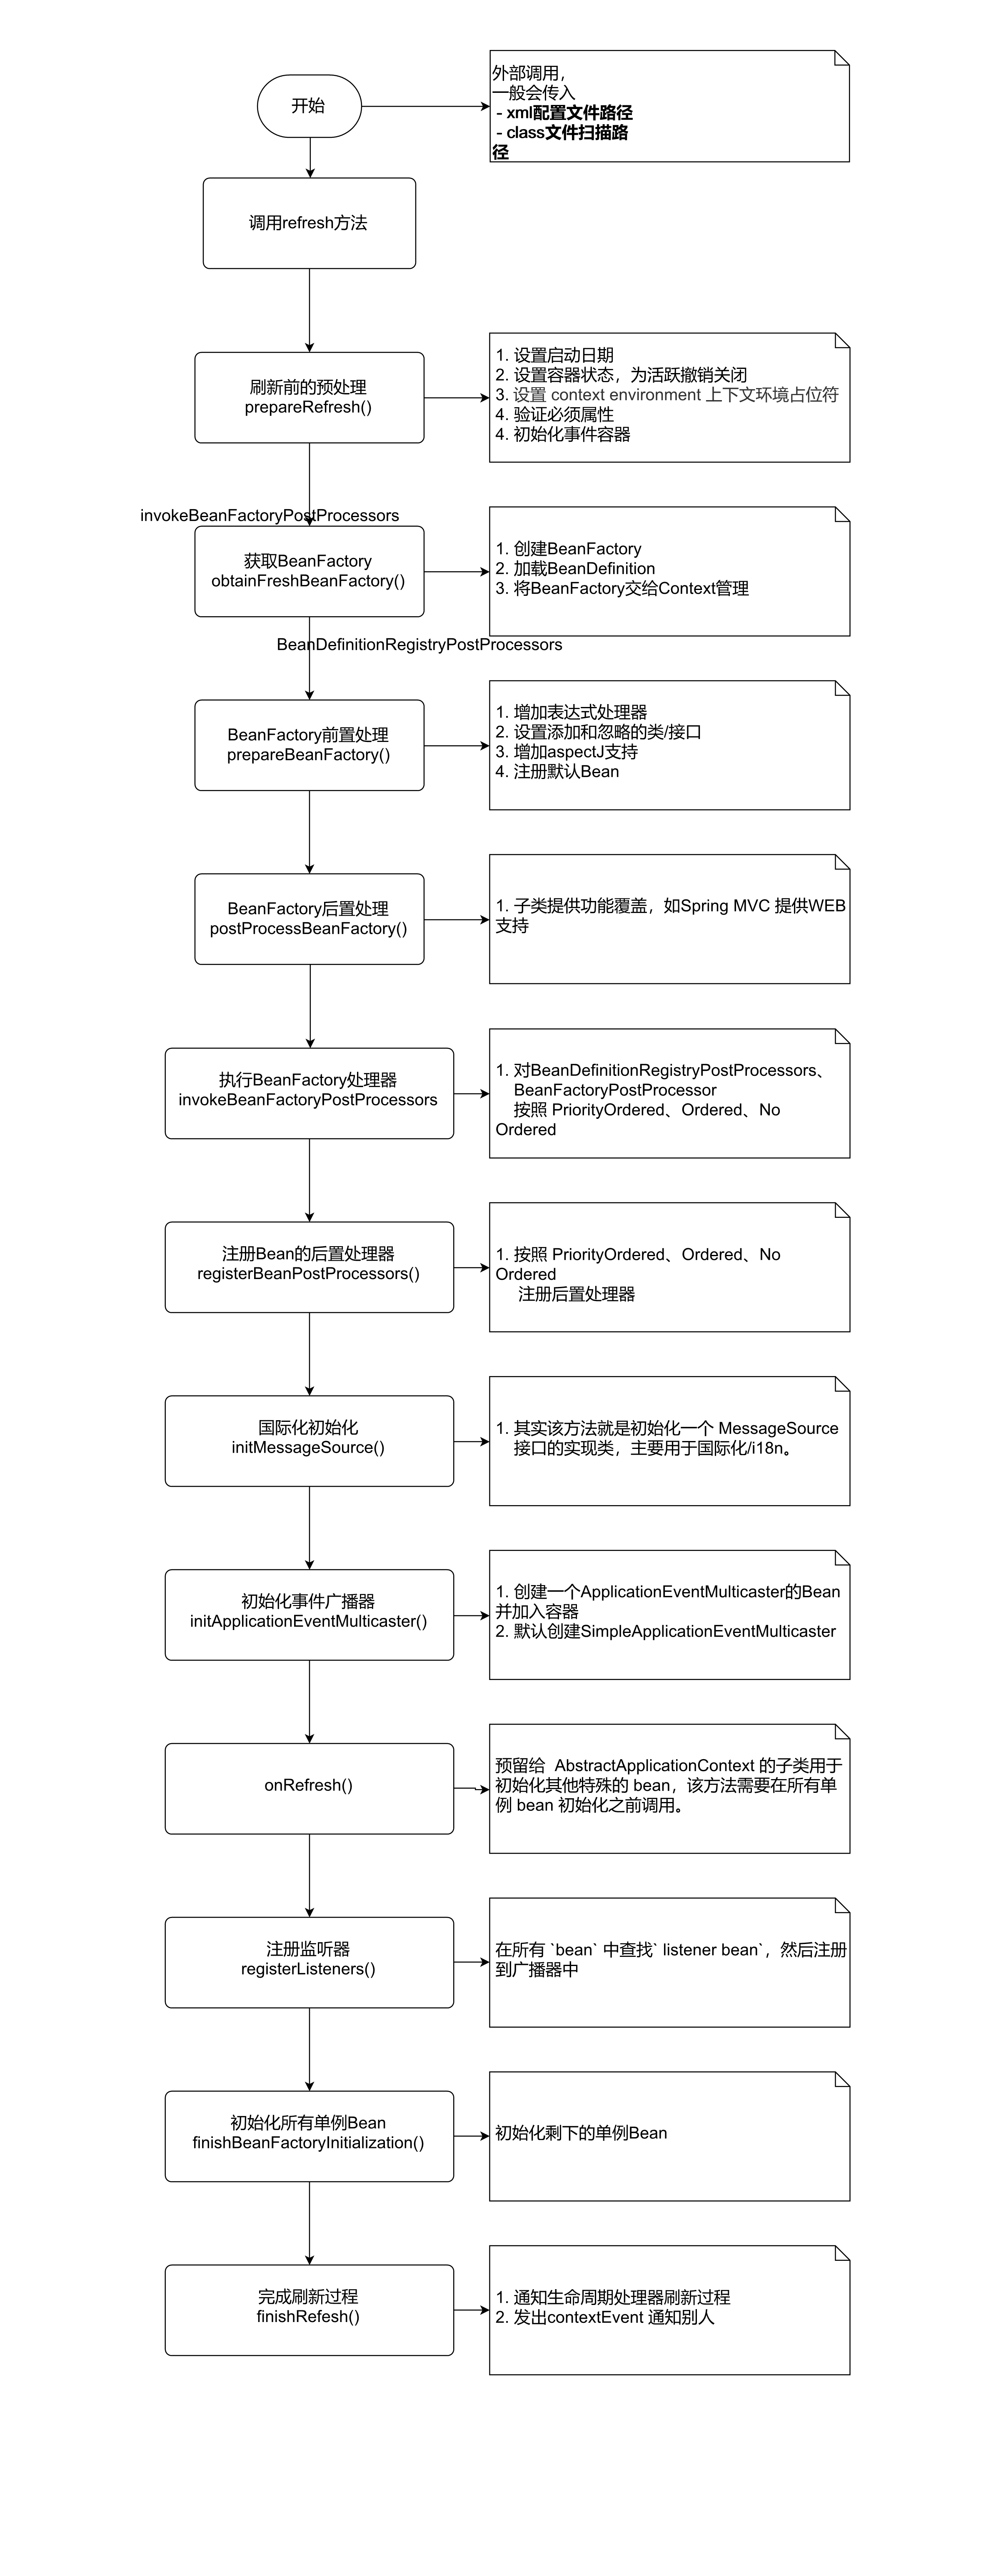 开始
外部调用，
一般会传入
- xml配置文件路径
- class文件扫描路
径
调用refresh方法
刷新前的预处理
prepareRefresh()
1. 设置启动日期
2. 设置容器状态，为活跃撤销关闭
3. 设置 context environment 上下文环境占位符
4. 验证必须属性
4. 初始化事件容器
invokeBeanFactoryPostProcessors
获取BeanFactory
obtainFreshBeanFactory()
1. 创建BeanFactory
2. 加载BeanDefinition
3. 将BeanFactory交给Context管理
BeanDefinitionRegistryPostProcessors
BeanFactory前置处理
prepareBeanFactory()
1. 增加表达式处理器
2. 设置添加和忽略的类/接口
3. 增加aspectJ支持
4. 注册默认Bean
BeanFactory后置处理
postProcessBeanFactory()
1. 子类提供功能覆盖，如Spring MVC 提供WEB
支持
执行BeanFactory处理器
invokeBeanFactoryPostProcessors
1. 对BeanDefinitionRegistryPostProcessors、
BeanFactoryPostProcessor
按照 PriorityOrdered、Ordered、No
Ordered
注册Bean的后置处理器
registerBeanPostProcessors()
1. 按照 PriorityOrdered、Ordered、No
Ordered
注册后置处理器
国际化初始化
initMessageSource()
1. 其实该方法就是初始化一个 MessageSource
接口的实现类，主要用于国际化/i18n。
初始化事件广播器
initApplicationEventMulticaster()
1. 创建一个ApplicationEventMulticaster的Bean
并加入容器
2. 默认创建SimpleApplicationEventMulticaster
onRefresh()
预留给 AbstractApplicationContext 的子类用于
初始化其他特殊的 bean，该方法需要在所有单
例 bean 初始化之前调用。
注册监听器
registerListeners()
在所有 `bean` 中查找` listener bean`，然后注册
到广播器中
初始化所有单例Bean
finishBeanFactoryInitialization()
初始化剩下的单例Bean
完成刷新过程
finishRefesh()
1. 通知生命周期处理器刷新过程
2. 发出contextEvent 通知别人